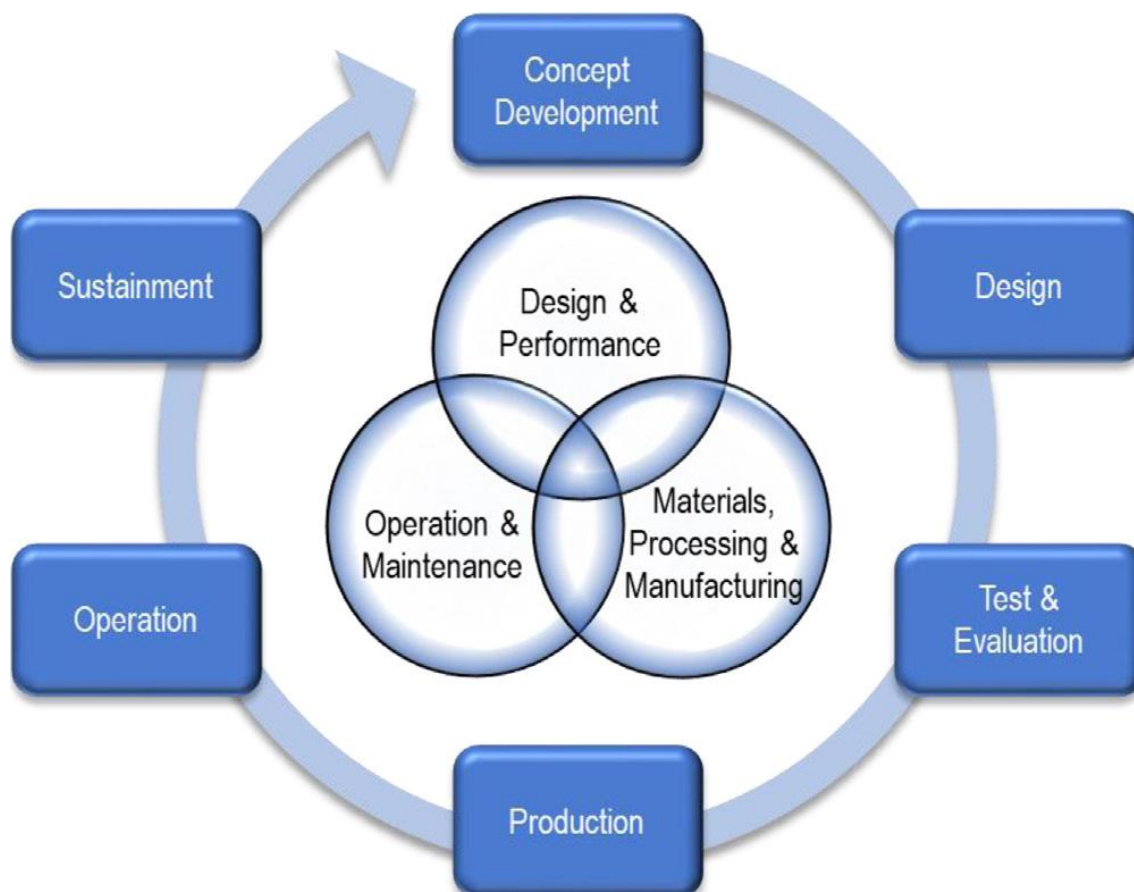 Concept
Development
Design
Test &
Evaluation
Production
Operation
Sustainment
Design &
Performance
Operation &
Maintenance
Materials,
Processing &
Manufacturing